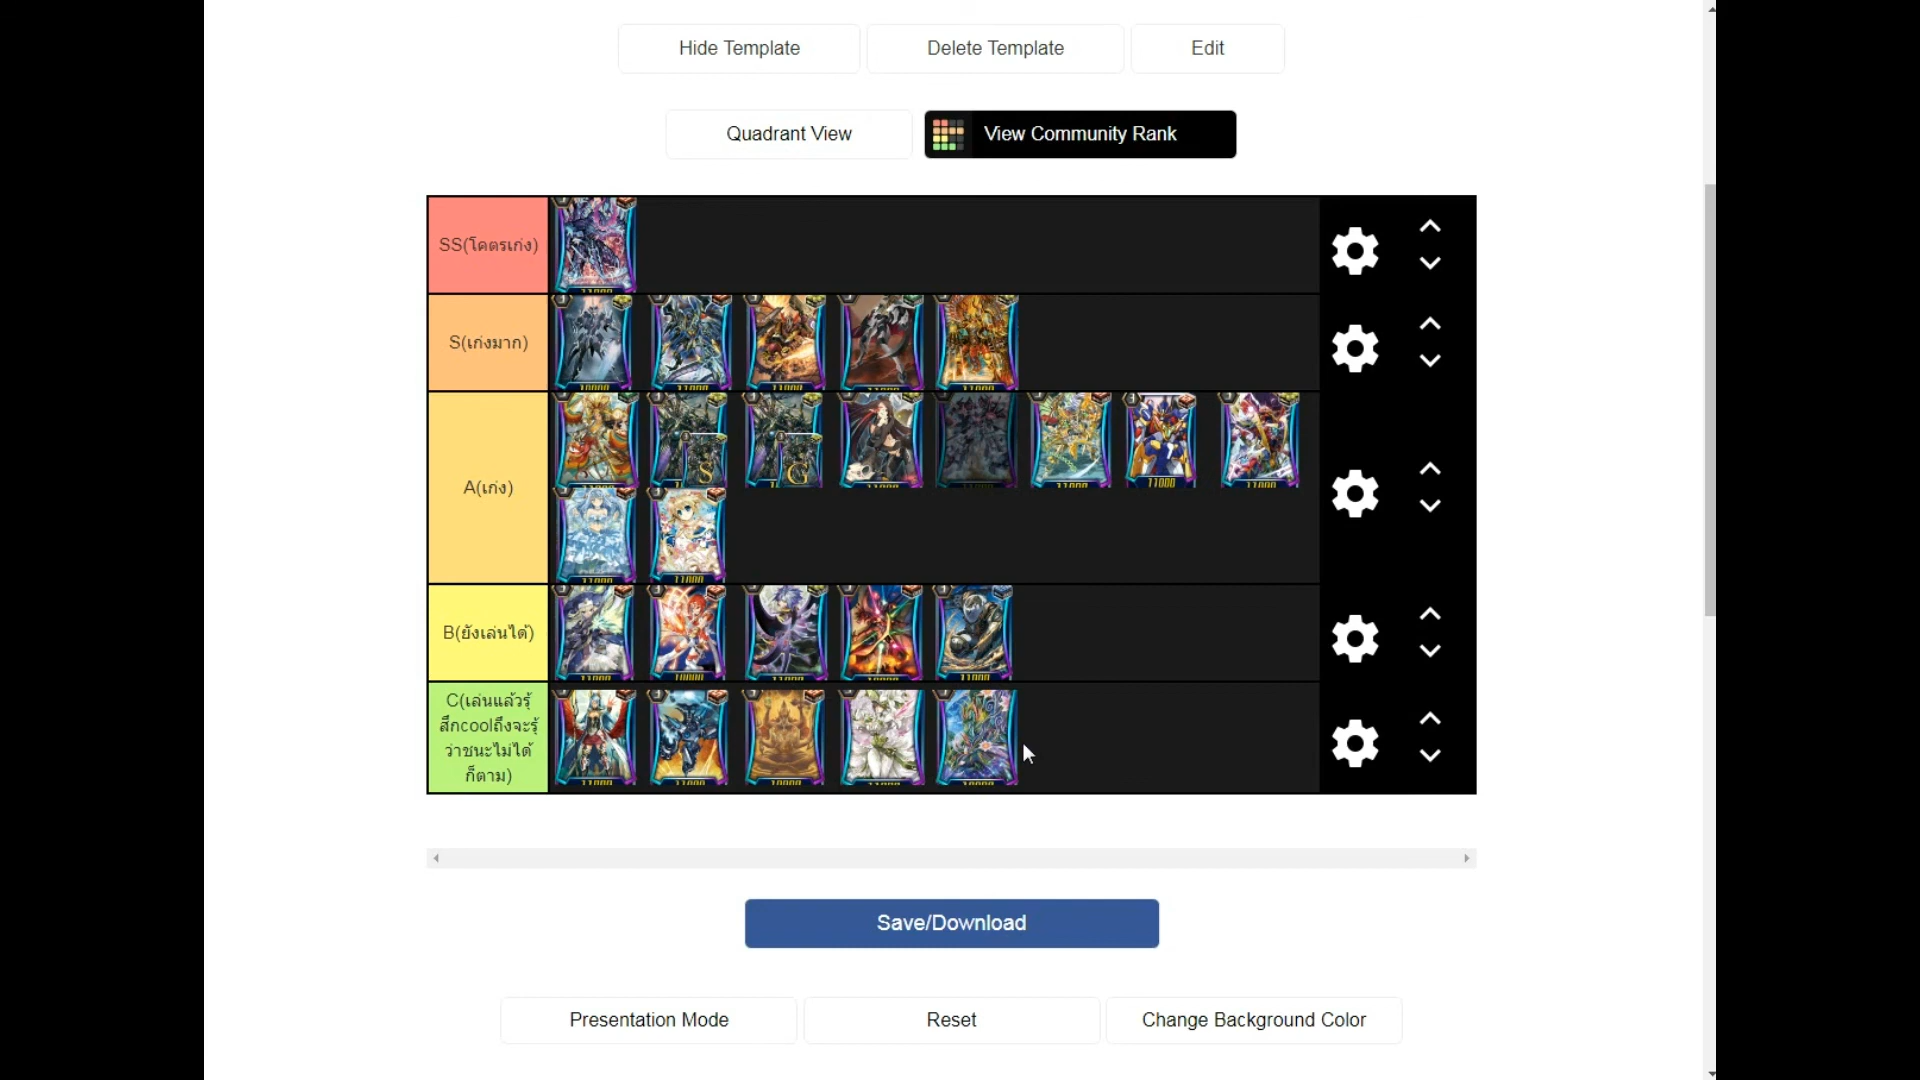 Hide Template
Delete Template
Edit
Quadrant View
View Community Rank
SS(โคตรเก่ง)
S(เก่งมาก)
A(เก่ง)
S
G
11000
B(ยังเล่นได้)
C(เล่นแล้วรู้
สึกcoolถึงจะรู้
ว่าชนะไม่ได้
ก็ตาม)
Save/Download
Presentation Mode
Reset
Change Background Color